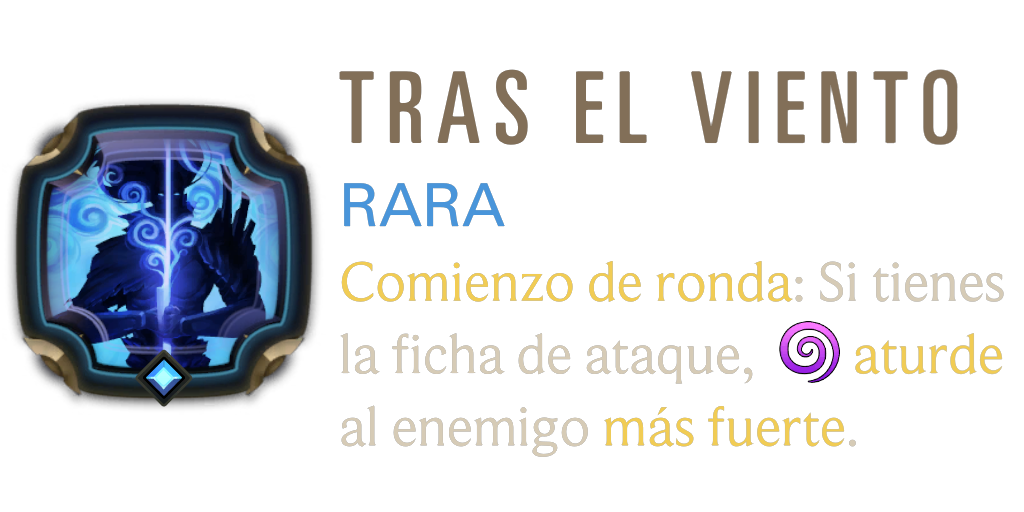 TRAS EL VIENTO
RARA
Comienzo de ronda: Si tienes
la ficha de ataque, aturde
al enemigo más fuerte.